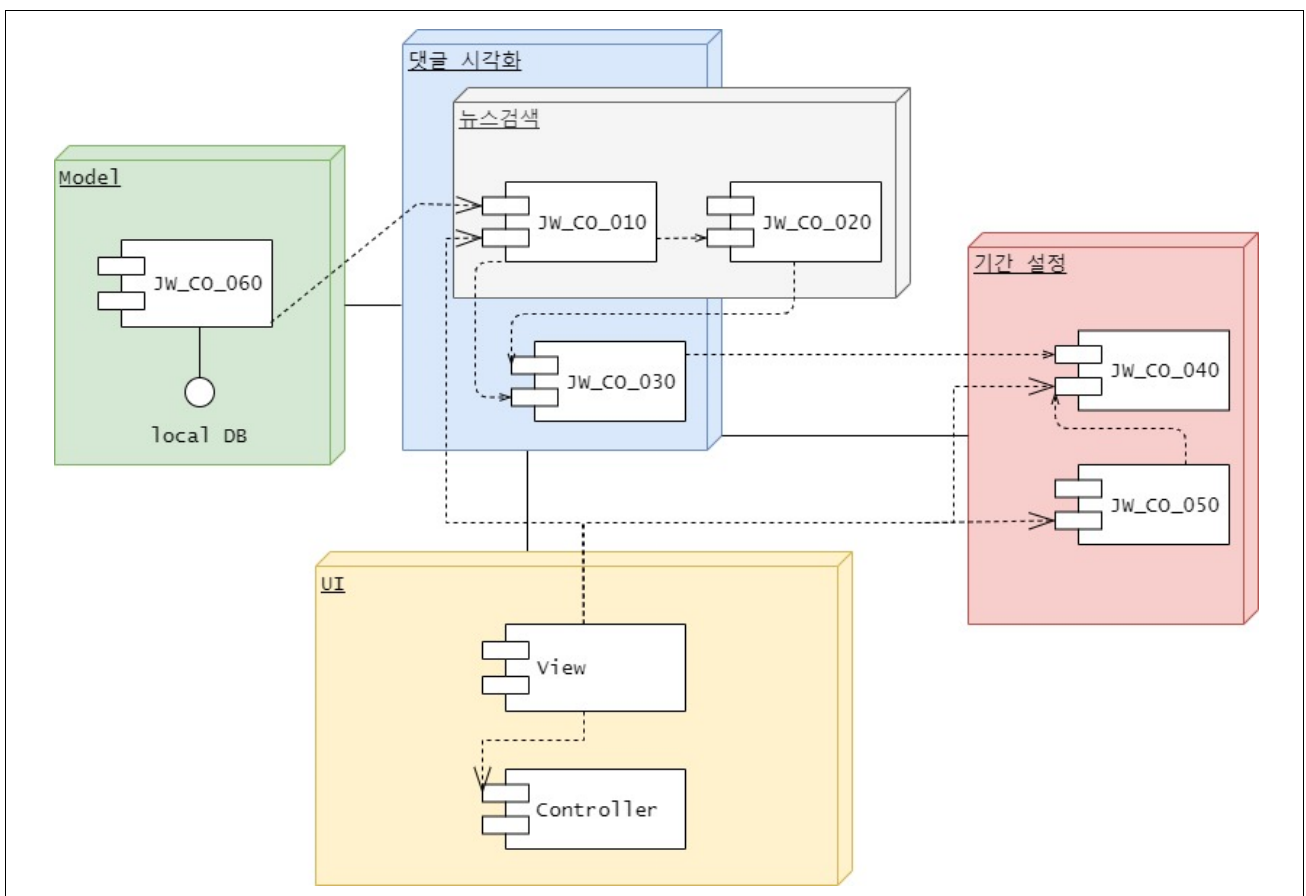 댓글 시각화
뉴스검색
Model
JW_CO_010
JW_CO_020
JW_CO_060
기간 설정
JW_CO_030
JW_CO_040
local DB
JW_CO_050
UI
View
Controller